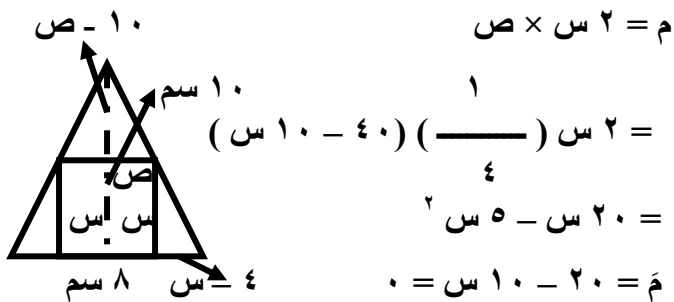 ١٠ - ص
م = ٢ س × ص
١٠ سم
= ٢ س ( ١/٤ ) ( ٤٠ – ١٠ س )
ص
س س
= ٢٠ س – ٥ س ٢
٨ سم
٤ – س
مَ = ٢٠ – ١٠ س = ٠